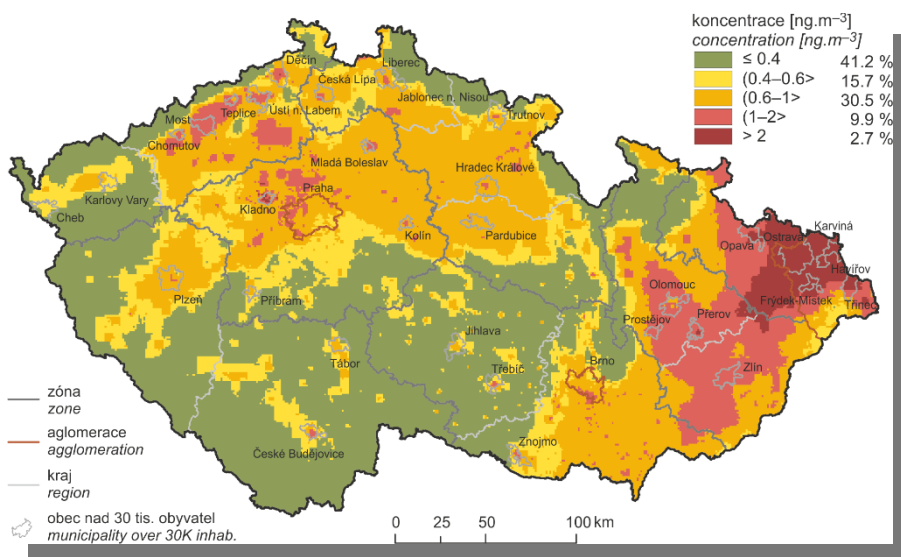 koncentrace [ng.m⁻³]
concentration [ng.m⁻³]
≤ 0.4 41.2 %
(0.4–0.6> 15.7 %
(0.6–1> 30.5 %
(1–2> 9.9 %
> 2 2.7 %
Děčín
Liberec
Česká Lípa
Jablonec n. Nisou
Teplice
Ústí n. Labem
Most
Trutnov
Chomutov
Mladá Boleslav
Hradec Králové
Praha
Karlovy Vary
Kladno
Cheb
Kolín
Pardubice
Karviná
Opava
Ostrava
Havířov
Olomouc
Plzeň
Příbram
Frýdek-Místek
Třinec
Prostějov
Přerov
Jihlava
Tábor
Třebíč
Brno
Zlín
České Budějovice
Znojmo
zóna
zone
aglomerace
agglomeration
kraj
region
obec nad 30 tis. obyvatel
municipality over 30K inhab.
0 25 50 100 km